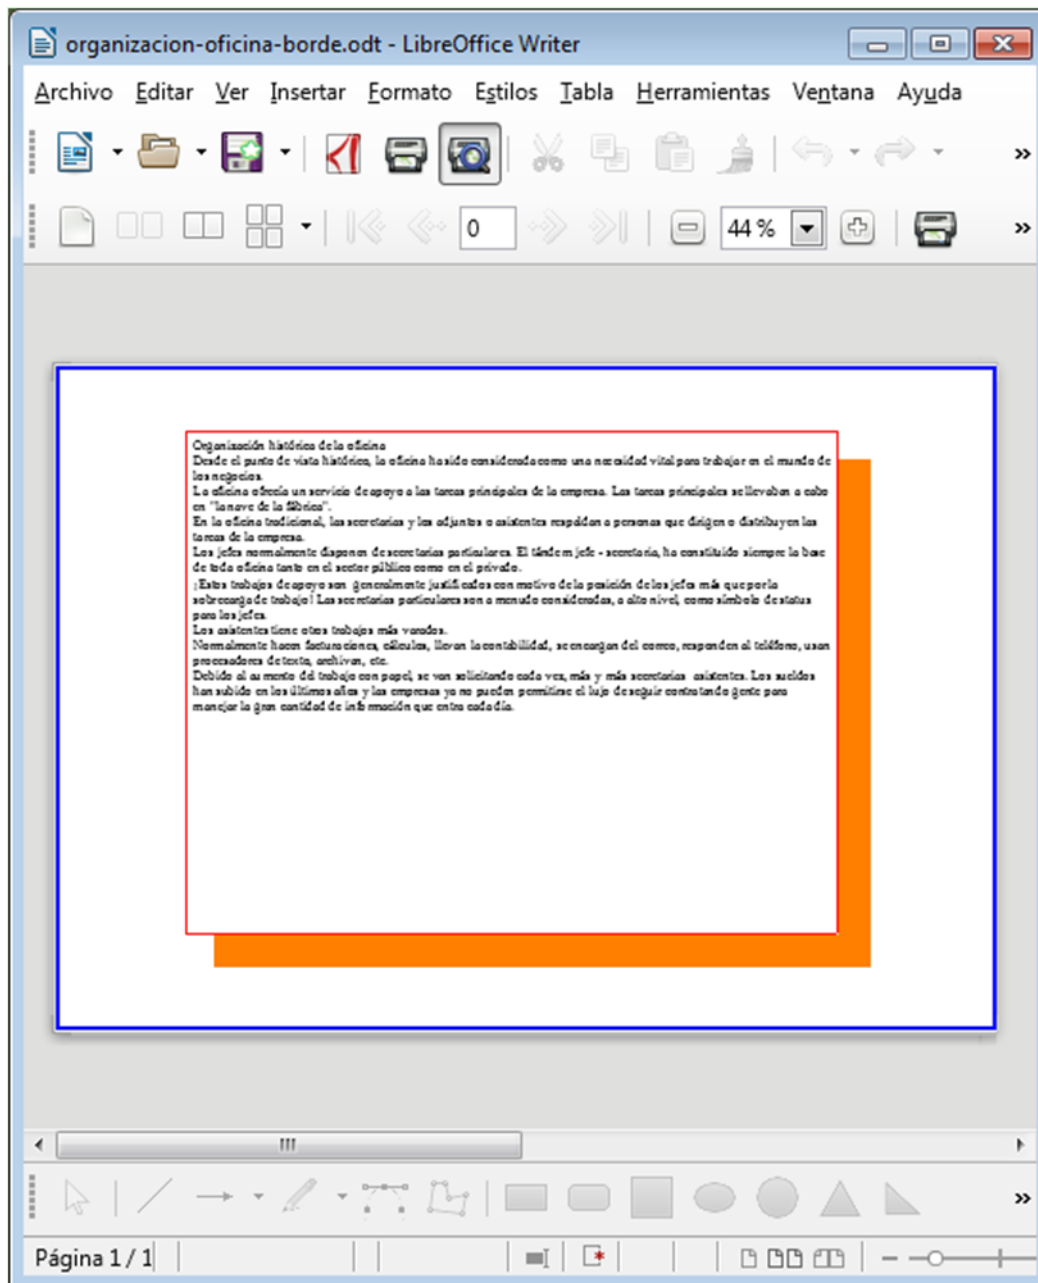 organizacion-oficina-borde.odt - LibreOffice Writer
Archivo Editar Ver Insertar Formato Estilos Tabla Herramientas Ventana Ayuda
0 44 %
Organización histórica de la oficina
Desde el punto de vista histórico, la oficina ha sido considerada como una necesidad vital para trabajar en el mundo de
los negocios.
La oficina ofrecía un servicio de apoyo a las tareas principales de la empresa. Las tareas principales se llevaban a cabo
en "la nave de la fábrica".
En la oficina tradicional, las secretarias y los adjuntos o asistentes respaldan a personas que dirigen o distribuyen las
tareas de la empresa.
Los jefes normalmente disponen de secretarias particulares. El tándem jefe - secretaria, ha constituido siempre la base
de toda oficina tanto en el sector público como en el privado.
¡Estos trabajos de apoyo son generalmente justificados con motivo de la posición de los jefes más que por la
sobrecarga de trabajo! Las secretarias particulares son a menudo consideradas, a alto nivel, como símbolo de status
para los jefes.
Los asistentes tiene otros trabajos más variados.
Normalmente hacen facturaciones, cálculos, llevan la contabilidad, se encargan del correo, responden al teléfono, usan
procesadores de texto, archivan, etc.
Debido al aumento del trabajo con papel, se van solicitando cada vez, más y más secretarias asistentes. Los sueldos
han subido en los últimos años y las empresas ya no pueden permitirse el lujo de seguir contratando gente para
manejar la gran cantidad de información que entra cada día.
Página 1 / 1